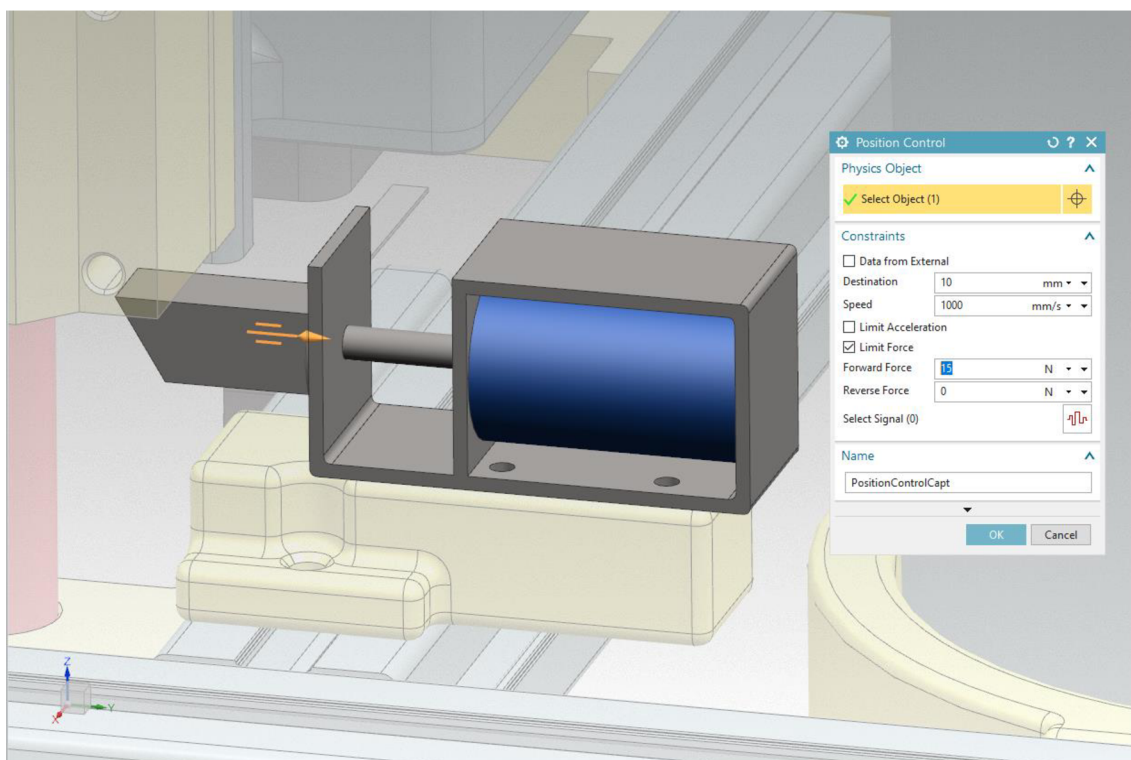 Position Control
Physics Object
Select Object (1)
Constraints
Data from External
Destination 10 mm
Speed 1000 mm/s
Limit Acceleration
Limit Force
Forward Force 15 N
Reverse Force 0 N
Select Signal (0)
Name
PositionControlCapt
OK Cancel
Z
X Y